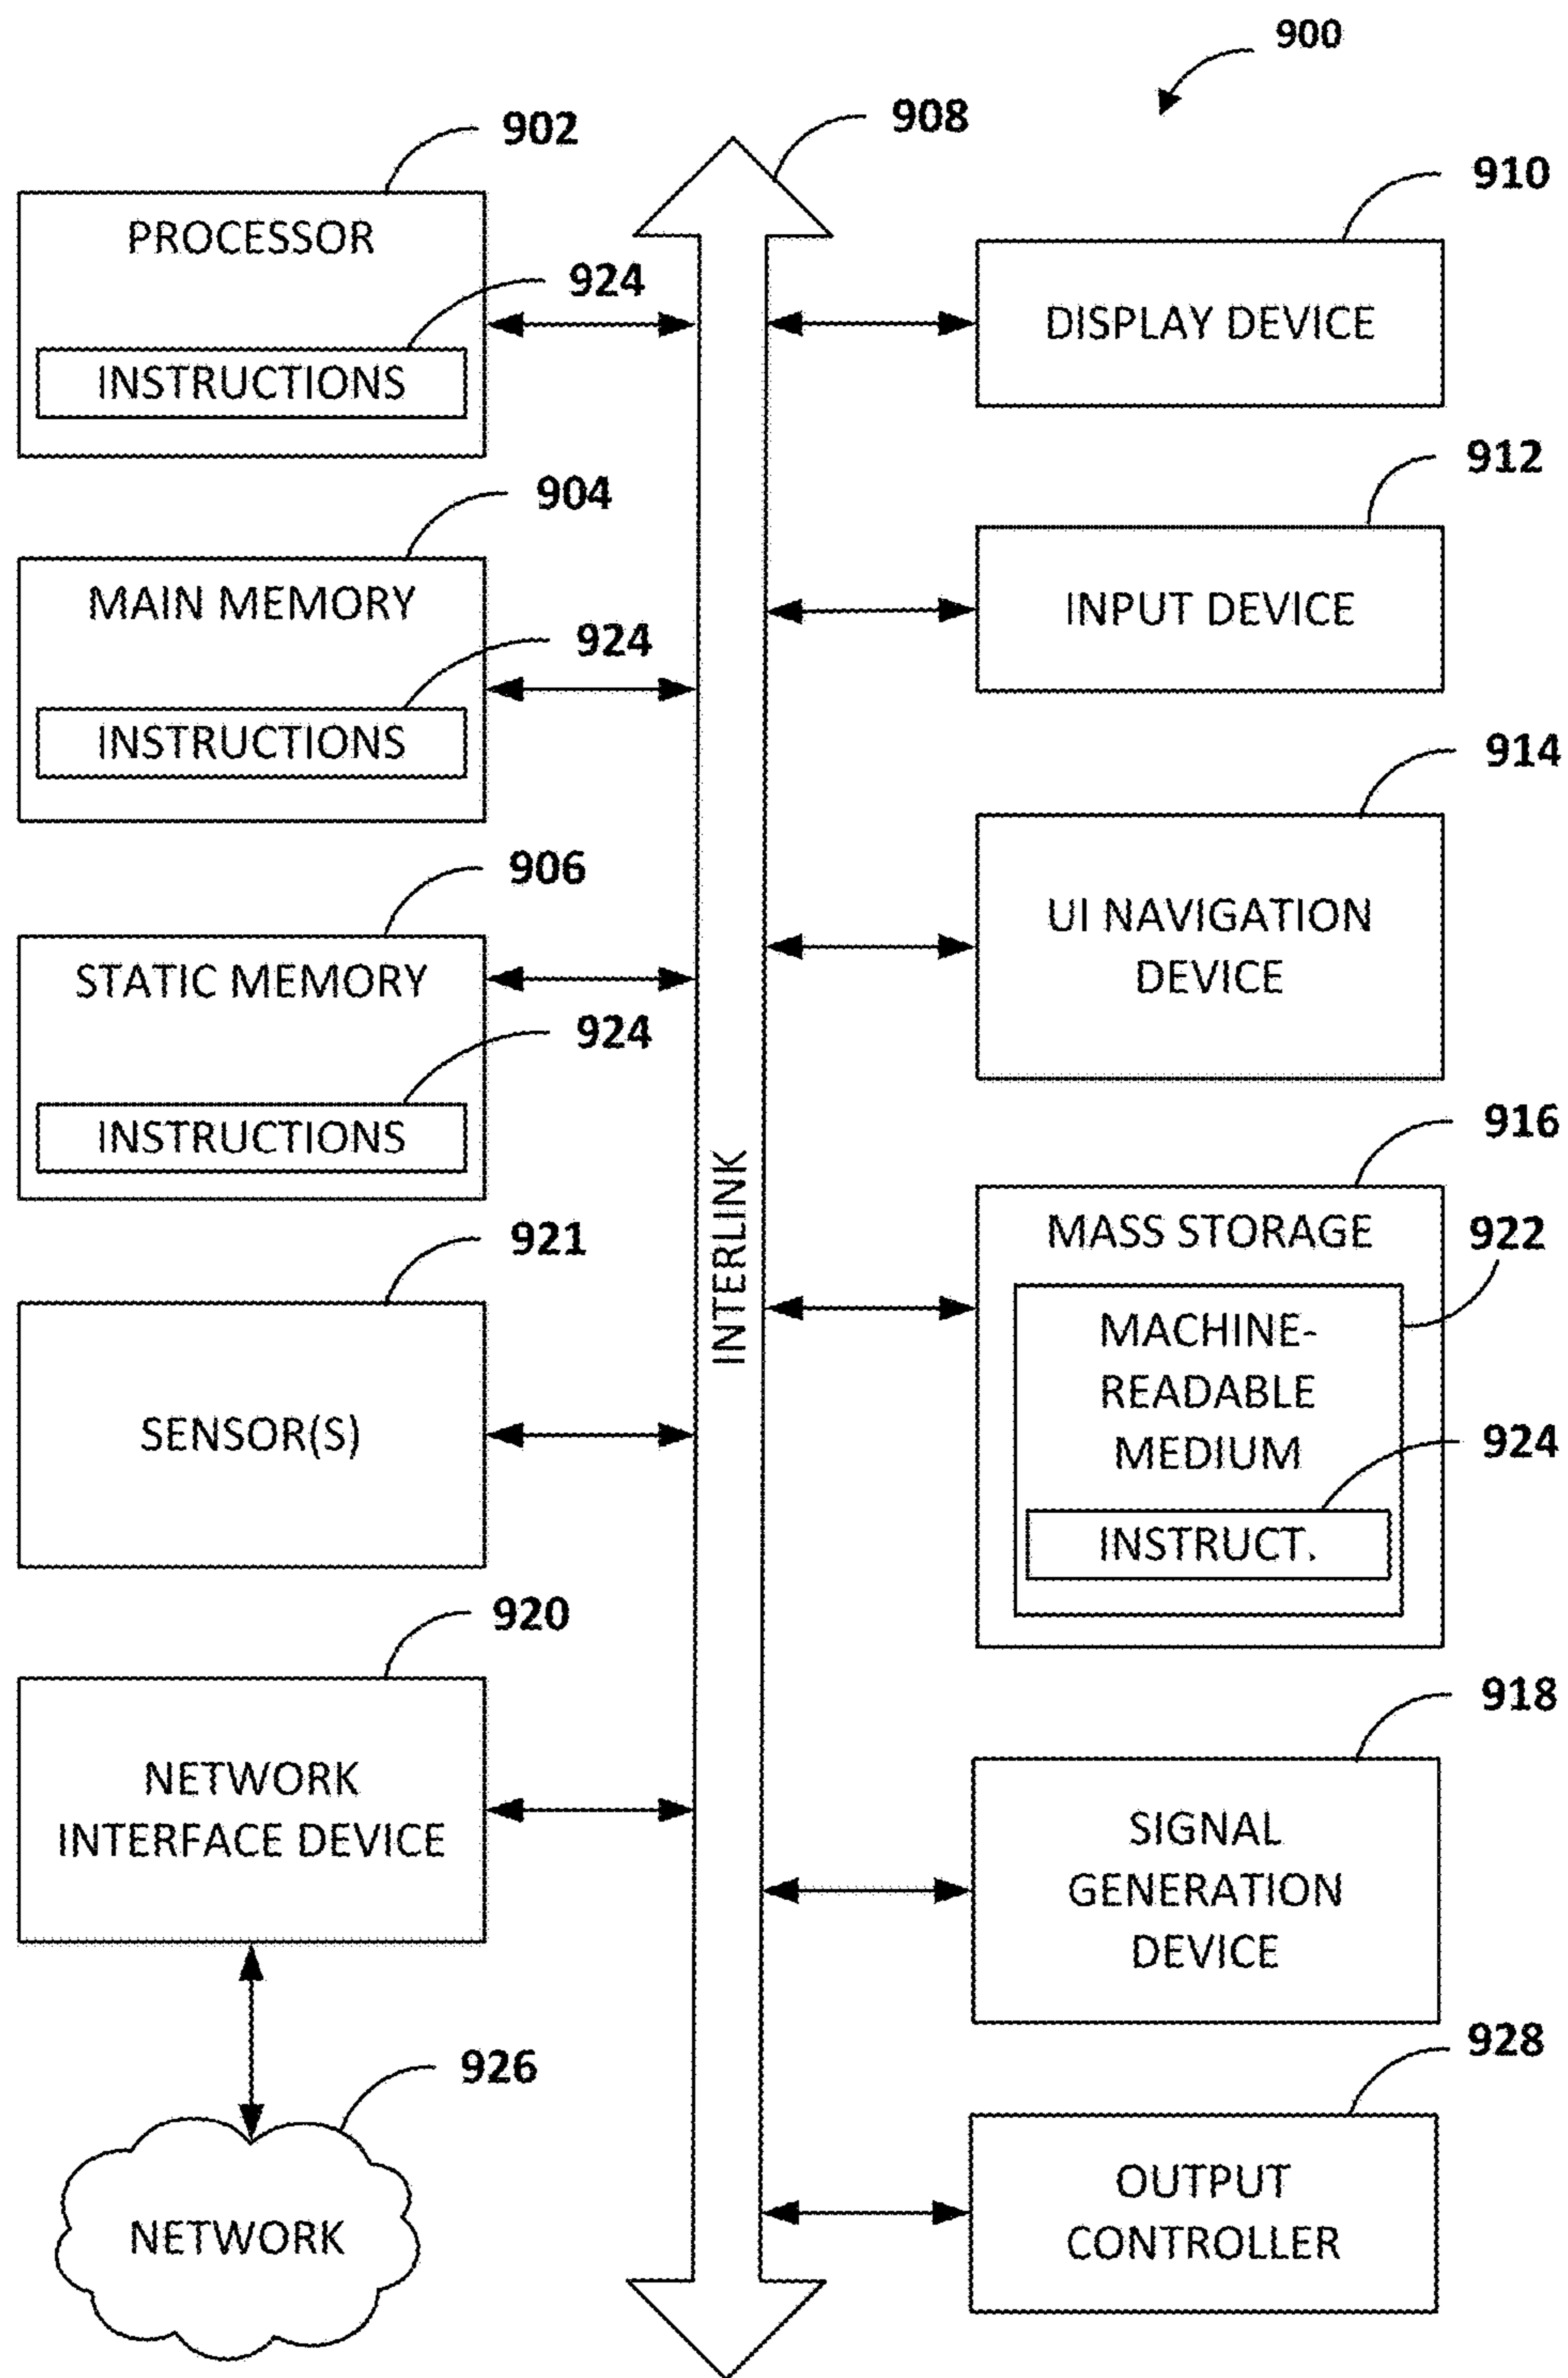 900
908
902
PROCESSOR
924
INSTRUCTIONS
904
MAIN MEMORY
924
INSTRUCTIONS
906
STATIC MEMORY
924
INSTRUCTIONS
921
SENSOR(S)
920
NETWORK
INTERFACE DEVICE
926
NETWORK
INTERLINK
910
DISPLAY DEVICE
912
INPUT DEVICE
914
UI NAVIGATION
DEVICE
916
MASS STORAGE
922
MACHINE-
READABLE
MEDIUM
924
INSTRUCT.
918
SIGNAL
GENERATION
DEVICE
928
OUTPUT
CONTROLLER